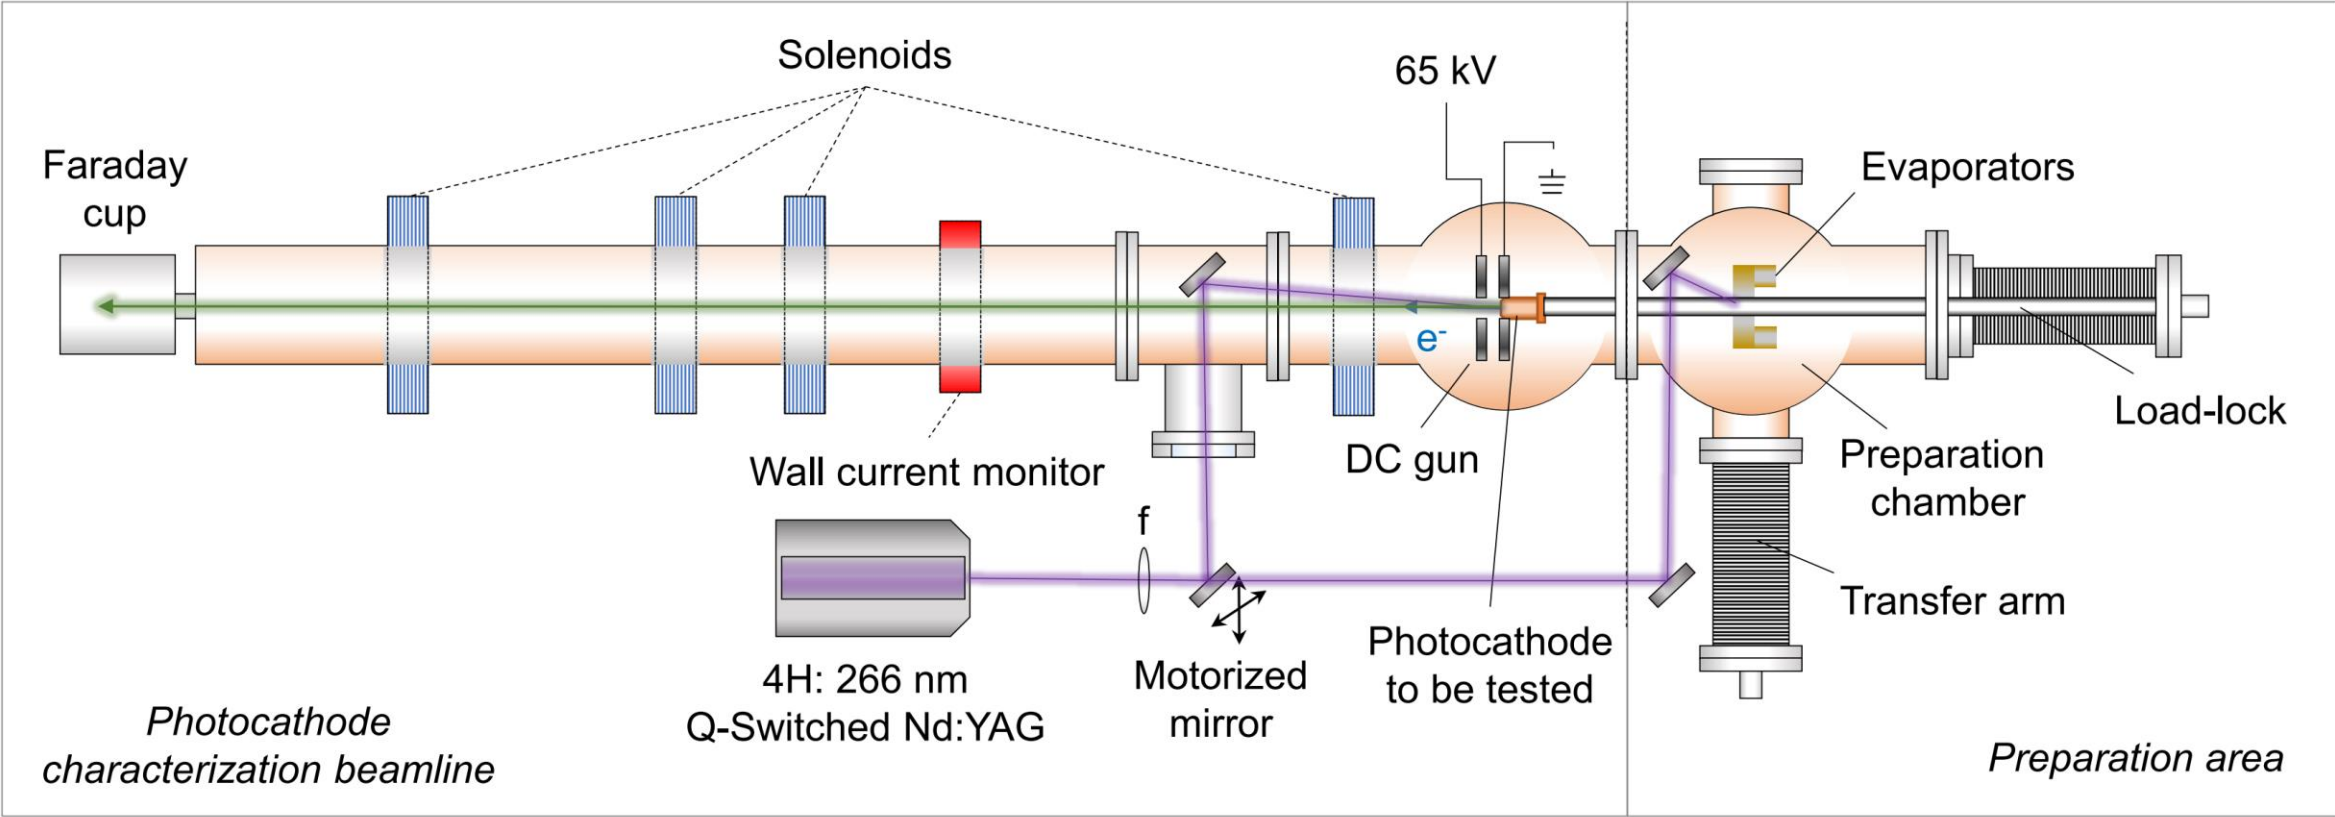 Solenoids
65 kV
Faraday
cup
Evaporators
e-
Load-lock
Wall current monitor
DC gun
Preparation
chamber
f
Transfer arm
4H: 266 nm
Q-Switched Nd:YAG
Motorized
mirror
Photocathode
to be tested
Photocathode
characterization beamline
Preparation area